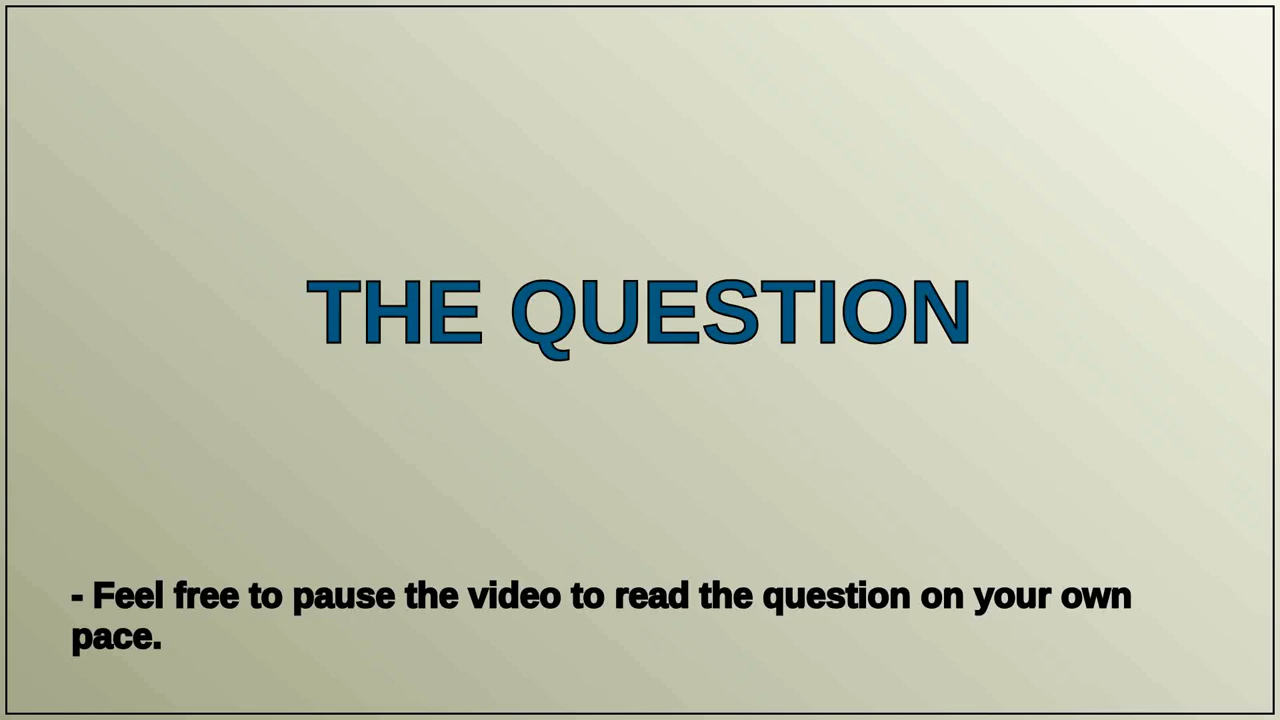 THE QUESTION
- Feel free to pause the video to read the question on your own
pace.